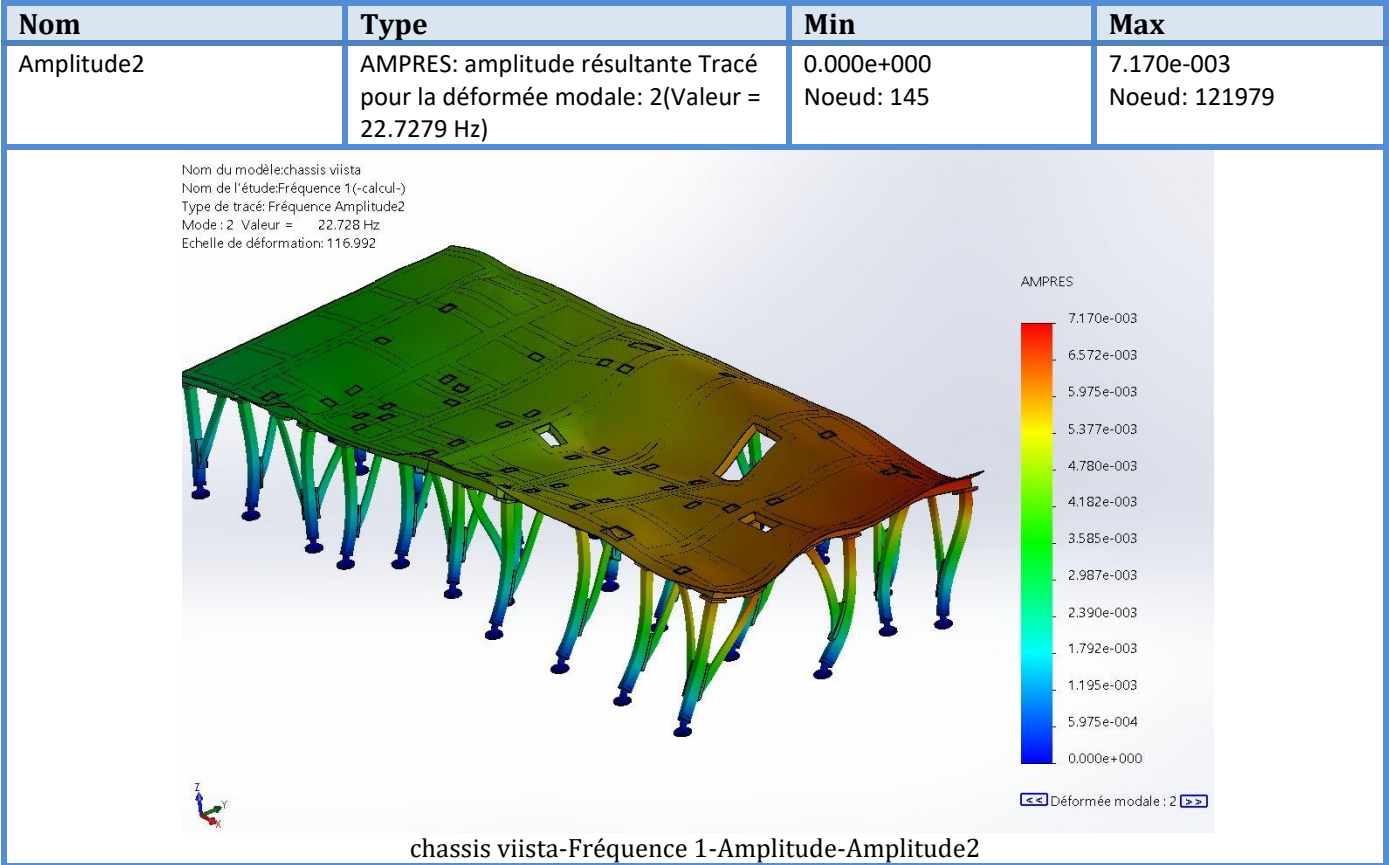 Nom Type Min Max
Amplitude2 AMPRES: amplitude résultante Tracé 0.000e+000 7.170e-003
pour la déformée modale: 2(Valeur = Noeud: 145 Noeud: 121979
22.7279 Hz)
Nom du modèle:chassis viista
Nom de l'étude:Fréquence 1(-calcul-)
Type de tracé: Fréquence Amplitude2
Mode : 2 Valeur = 22.728 Hz
Echelle de déformation: 116.992
AMPRES
7.170e-003
6.572e-003
5.975e-003
5.377e-003
4.780e-003
4.182e-003
3.585e-003
2.987e-003
2.390e-003
1.792e-003
1.195e-003
5.975e-004
0.000e+000
<< Déformée modale : 2 >>
Z
Y
X
chassis viista-Fréquence 1-Amplitude-Amplitude2